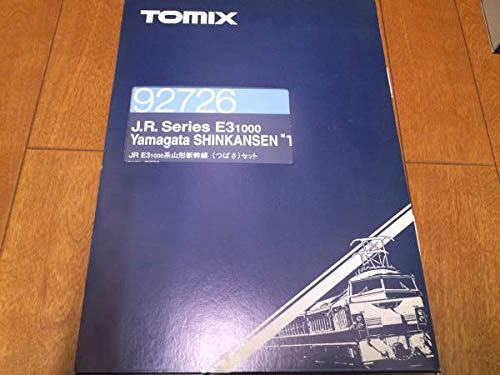 TOMIX
92726
J.R. Series E31000
Yamagata SHINKANSEN "1
JR E31000系山形新幹線（つばさ）セット